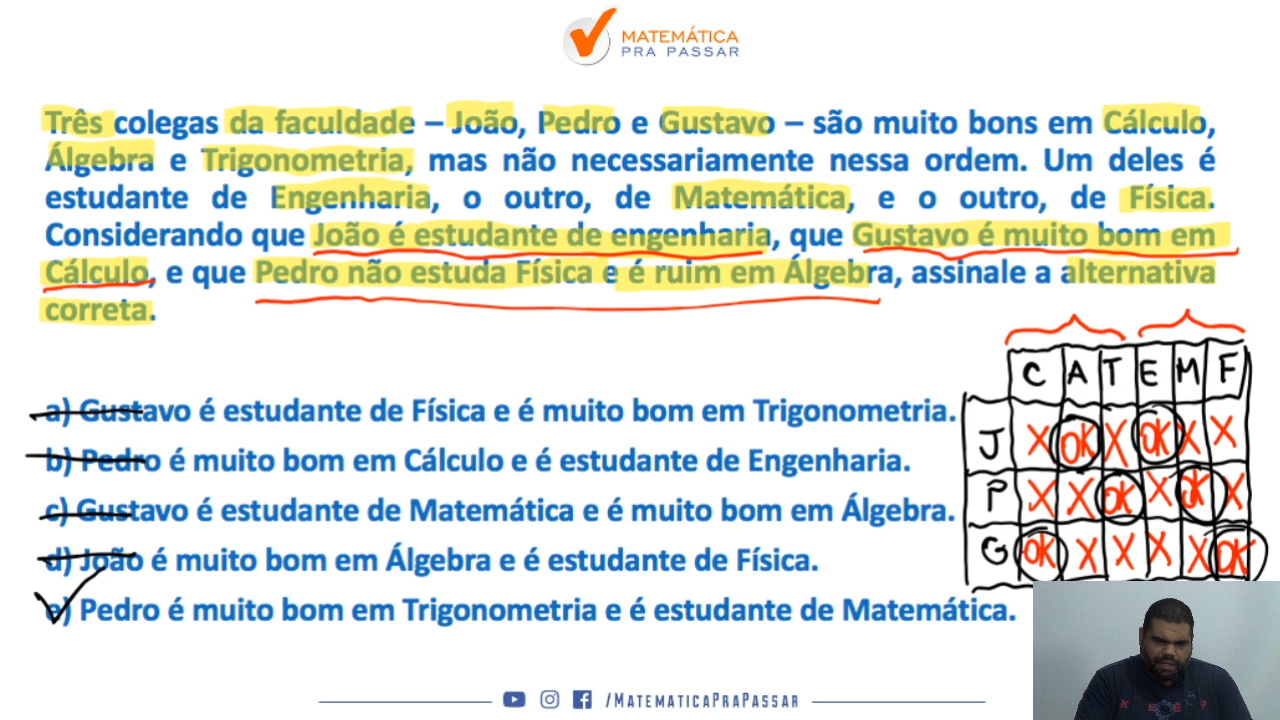 MATEMÁTICA
PRA PASSAR
Três colegas da faculdade – João, Pedro e Gustavo – são muito bons em Cálculo,
Álgebra e Trigonometria, mas não necessariamente nessa ordem. Um deles é
estudante de Engenharia, o outro, de Matemática, e o outro, de Física.
Considerando que João é estudante de engenharia, que Gustavo é muito bom em
Cálculo, e que Pedro não estuda Física e é ruim em Álgebra, assinale a alternativa
correta.
a) Gustavo é estudante de Física e é muito bom em Trigonometria.
b) Pedro é muito bom em Cálculo e é estudante de Engenharia.
c) Gustavo é estudante de Matemática e é muito bom em Álgebra.
d) João é muito bom em Álgebra e é estudante de Física.
e) Pedro é muito bom em Trigonometria e é estudante de Matemática.
C A T E M F
J X OK X OK X X
P X X OK X OK X
G OK X X X X OK
K E E P
/MATEMATICAPRAPASSAR